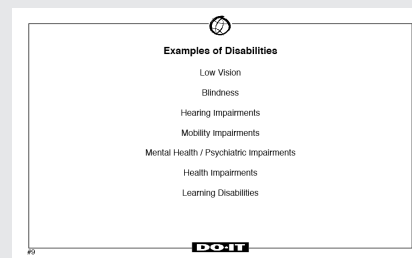 Examples of Disabilities
Low Vision
Blindness
Hearing Impairments
Mobility Impairments
Mental Health / Psychiatric Impairments
Health Impairments
Learning Disabilities
DO-IT
#9